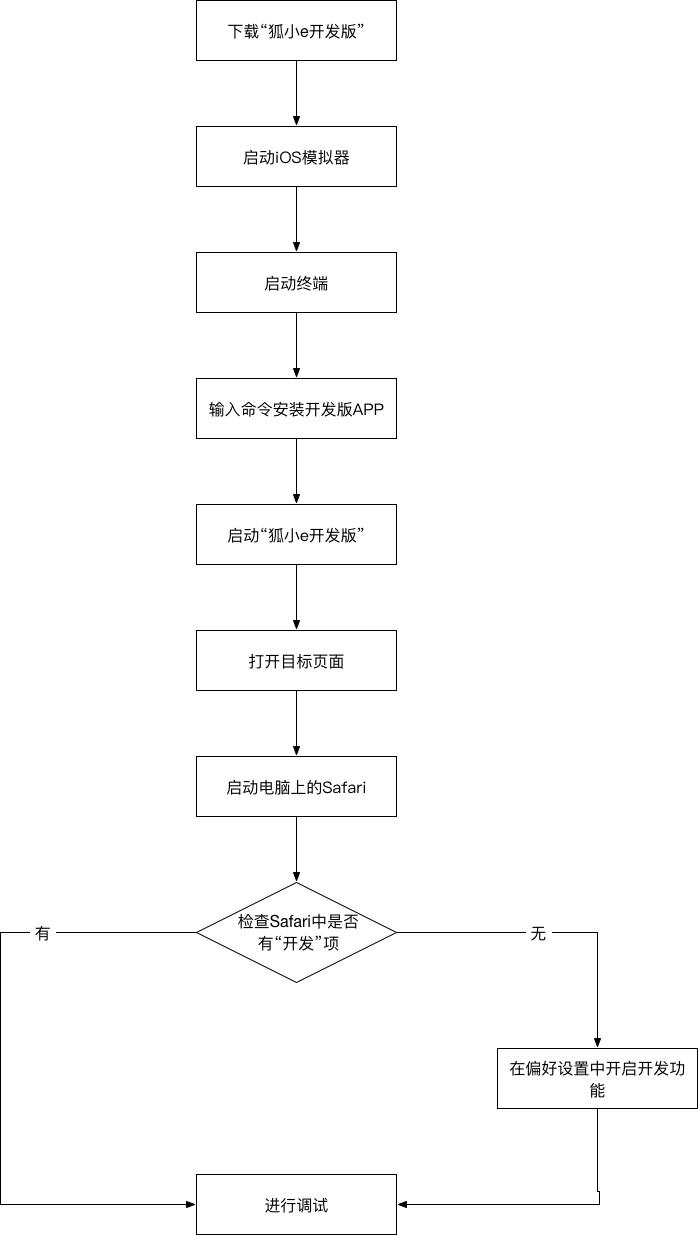 下载“狐小e开发版”
启动iOS模拟器
启动终端
输入命令安装开发版APP
启动“狐小e开发版”
打开目标页面
启动电脑上的Safari
检查Safari中是否
有“开发”项
有
无
在偏好设置中开启开发功
能
进行调试